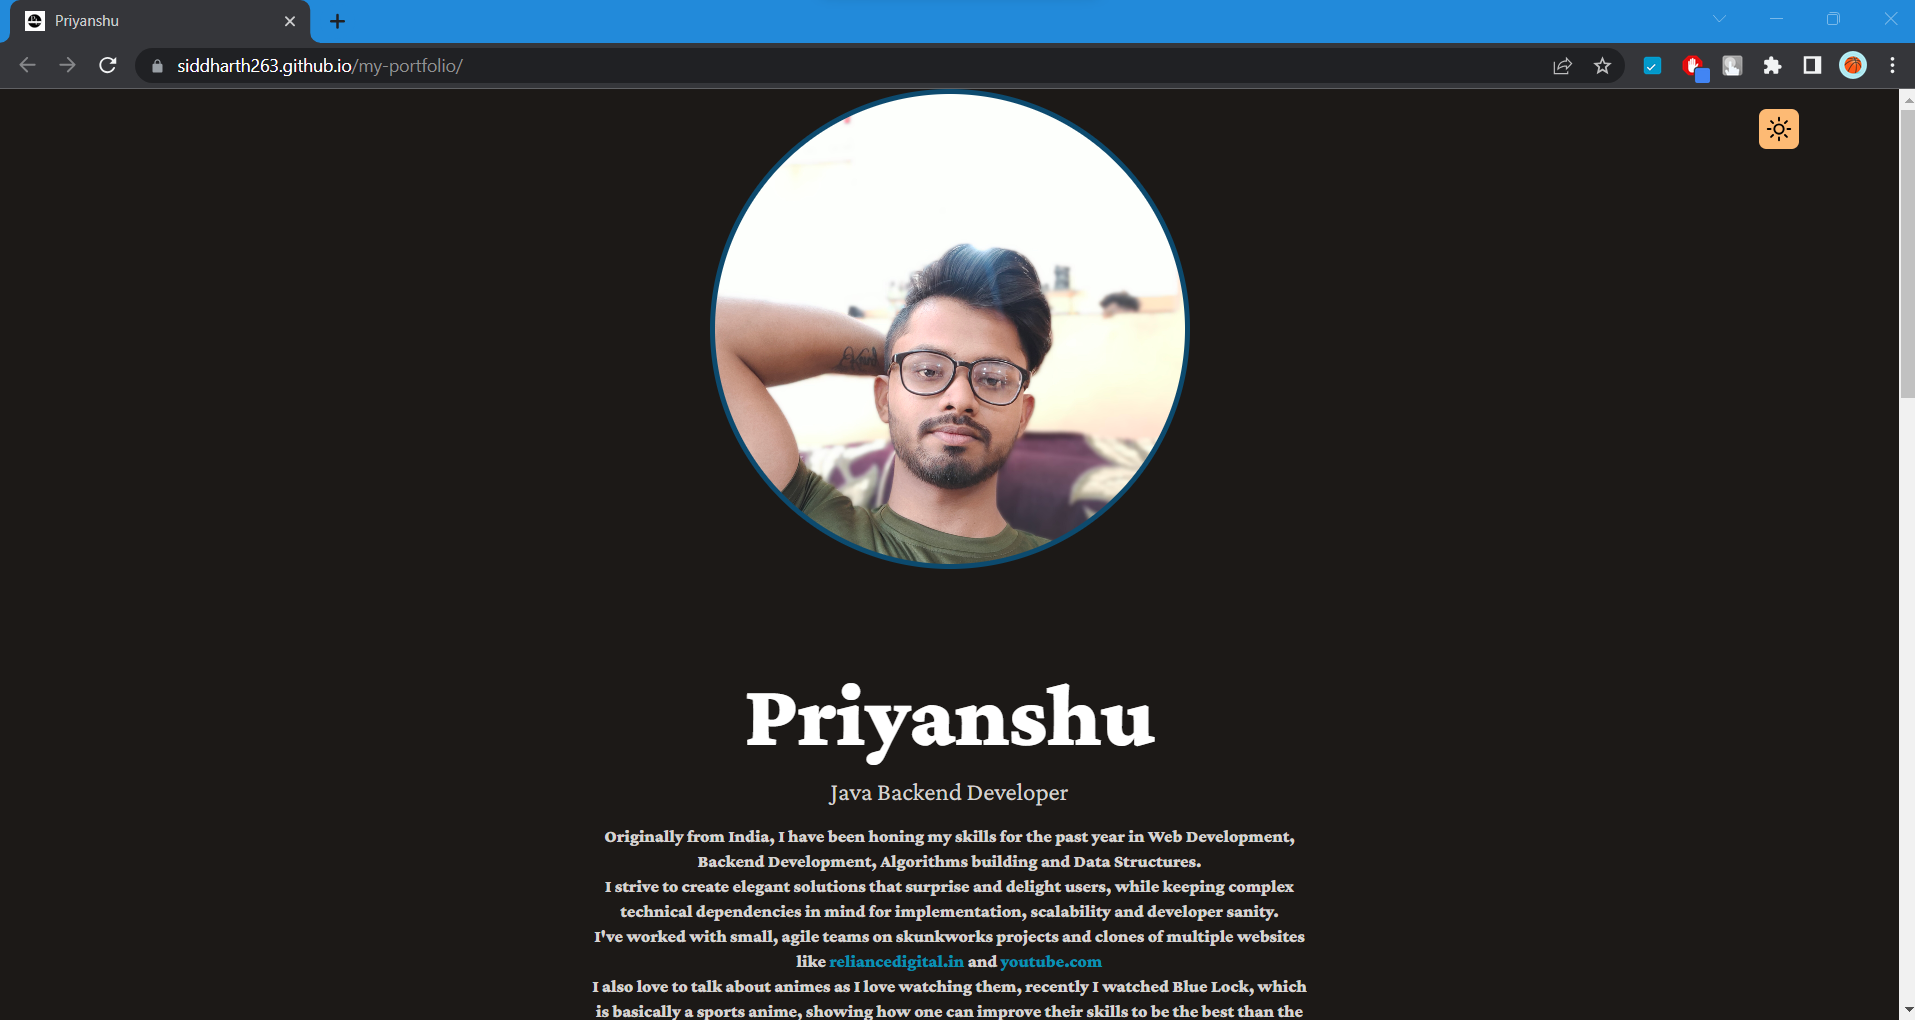 Priyanshu
siddharth263.github.io/my-portfolio/
Priyanshu
Java Backend Developer
Originally from India, I have been honing my skills for the past year in Web Development,
Backend Development, Algorithms building and Data Structures.
I strive to create elegant solutions that surprise and delight users, while keeping complex
technical dependencies in mind for implementation, scalability and developer sanity.
I've worked with small, agile teams on skunkworks projects and clones of multiple websites
like reliancedigital.in and youtube.com
I also love to talk about animes as I love watching them, recently I watched Blue Lock, which
is basically a sports anime, showing how one can improve their skills to be the best than the